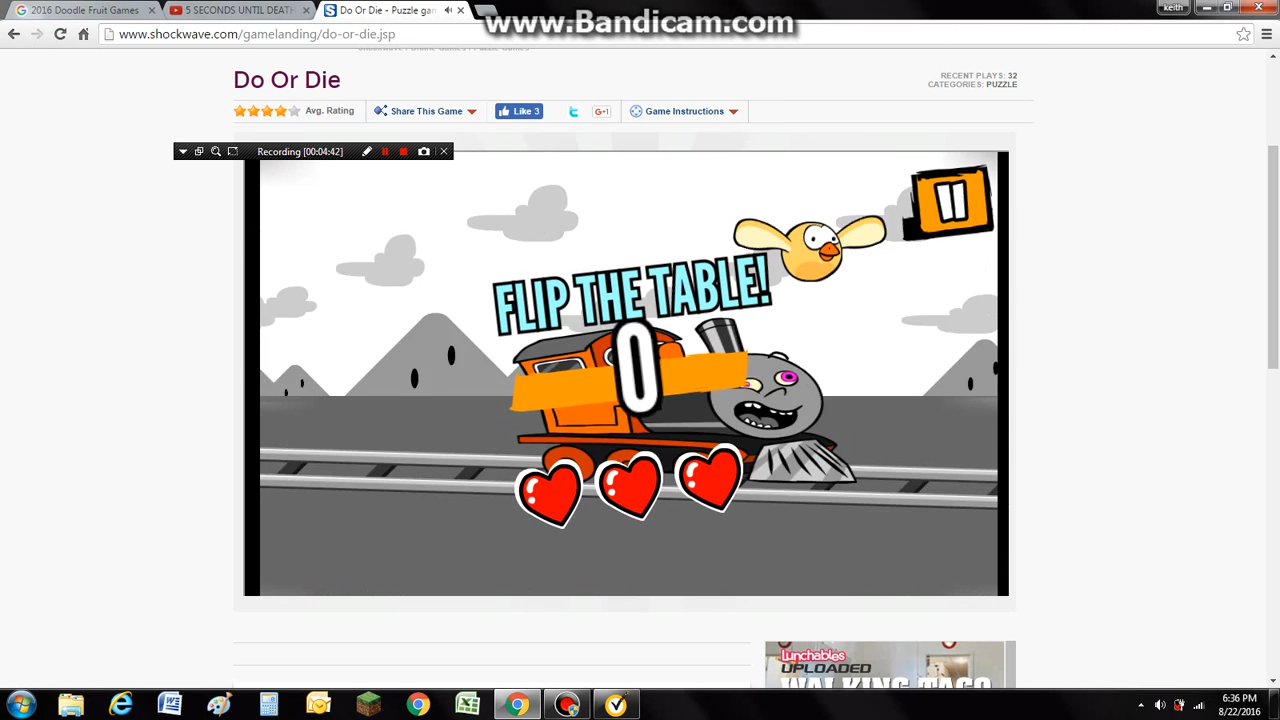 2016 Doodle Fruit Games
5 SECONDS UNTIL DEATH
Do Or Die - Puzzle gam
www.Bandicam.com
keith
www.shockwave.com/gamelanding/do-or-die.jsp
Do Or Die
RECENT PLAYS: 32
CATEGORIES: PUZZLE
Avg. Rating
Share This Game
Like 3
G+1
Game Instructions
Recording [00:04:42]
FLIP THE TABLE!
0
Lunchables
UPLOADED
WALKING TACO
6:36 PM
8/22/2016